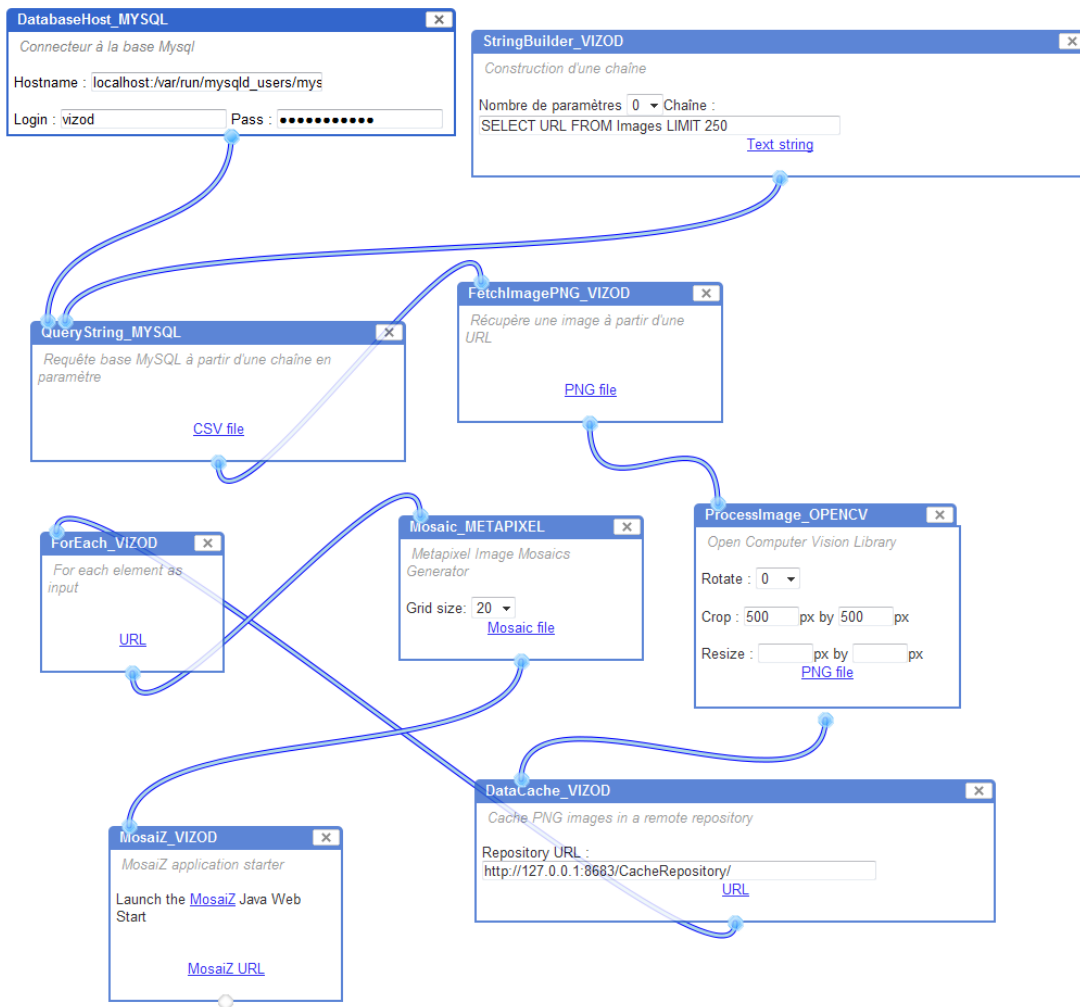 DatabaseHost_MYSQL
Connecteur à la base Mysql
Hostname : localhost:/var/run/mysqld_users/mys
Login : vizod Pass : ●●●●●●●●●●●
StringBuilder_VIZOD
Construction d'une chaîne
Nombre de paramètres 0 Chaîne :
SELECT URL FROM Images LIMIT 250
Text string
FetchImagePNG_VIZOD
Récupère une image à partir d'une
URL
PNG file
QueryString_MYSQL
Requête base MySQL à partir d'une chaîne en
paramètre
CSV file
ForEach_VIZOD
For each element as
input
URL
Mosaic_METAPIXEL
Metapixel Image Mosaics
Generator
Grid size: 20
Mosaic file
ProcessImage_OPENCV
Open Computer Vision Library
Rotate : 0
Crop : 500 px by 500 px
Resize : px by px
PNG file
DataCache_VIZOD
Cache PNG images in a remote repository
Repository URL :
http://127.0.0.1:8683/CacheRepository/
URL
MosaiZ_VIZOD
MosaiZ application starter
Launch the MosaiZ Java Web
Start
MosaiZ URL